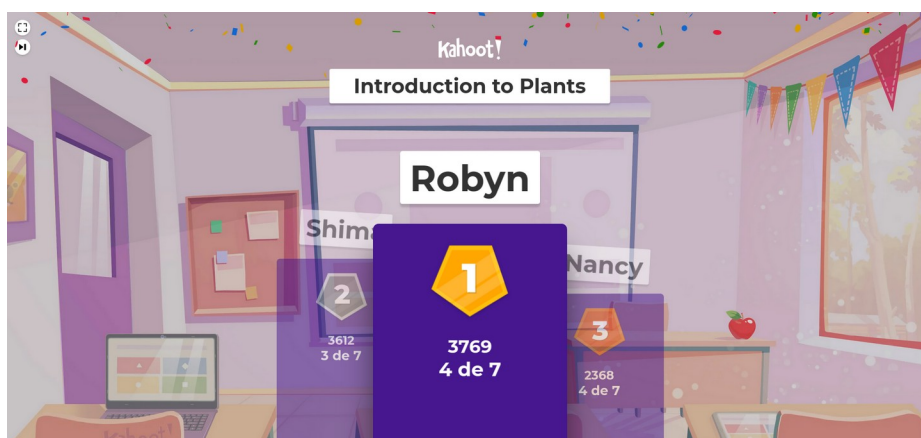 Kahoot!
Introduction to Plants
Robyn
1
3769
4 de 7
2
3612
3 de 7
Nancy
3
2368
4 de 7
Kahoot!